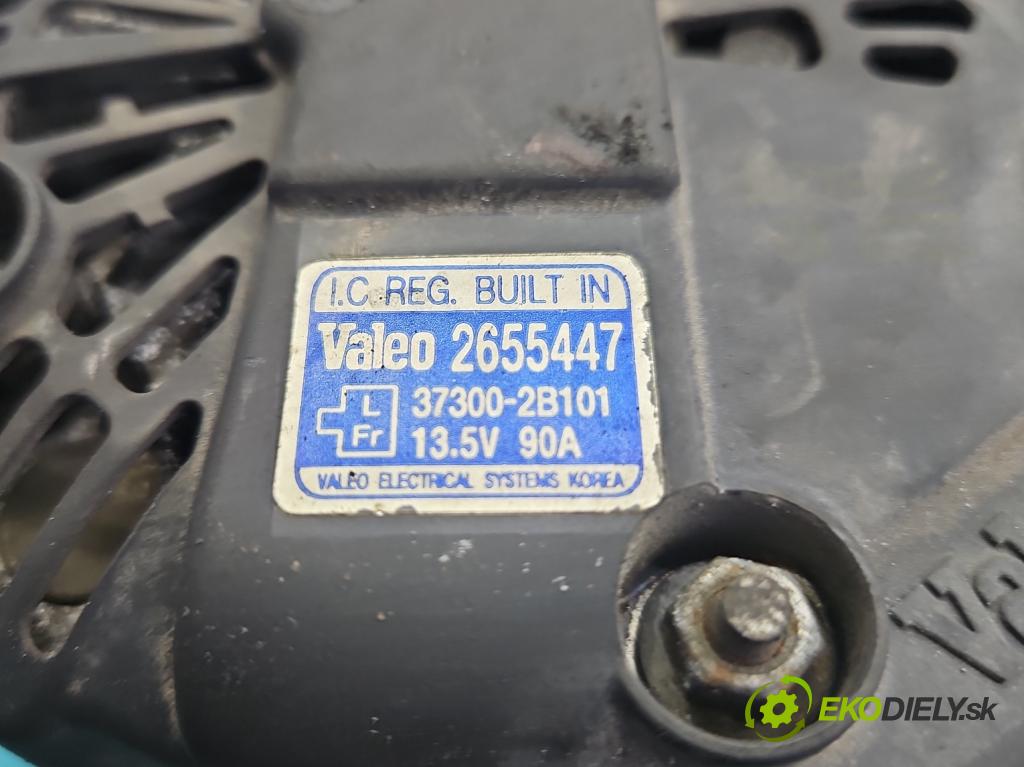 I.C REG. BUILT IN
Valeo 2655447
L
Fr
37300-2B101
13.5V 90A
VALEO ELECTRICAL SYSTEMS KOREA
EKODIELY.sk